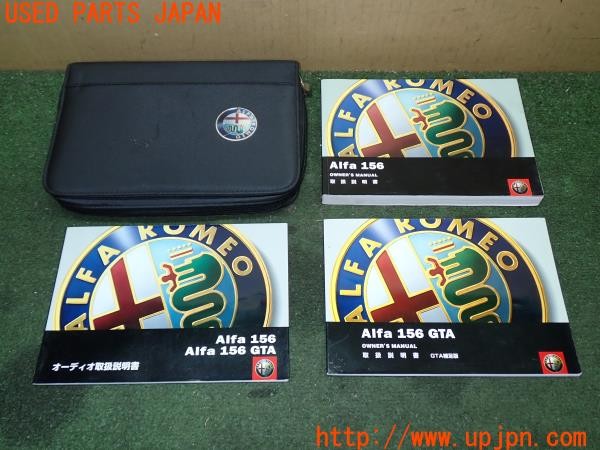 USED PARTS JAPAN
ALFA ROMEO
Alfa 156
OWNER'S MANUAL
取扱説明書
ALFA ROMEO
Alfa 156
Alfa 156 GTA
オーディオ取扱説明書
ALFA ROMEO
Alfa 156 GTA
OWNER'S MANUAL
取扱説明書 GTA補足版
http://www.upjpn.com/